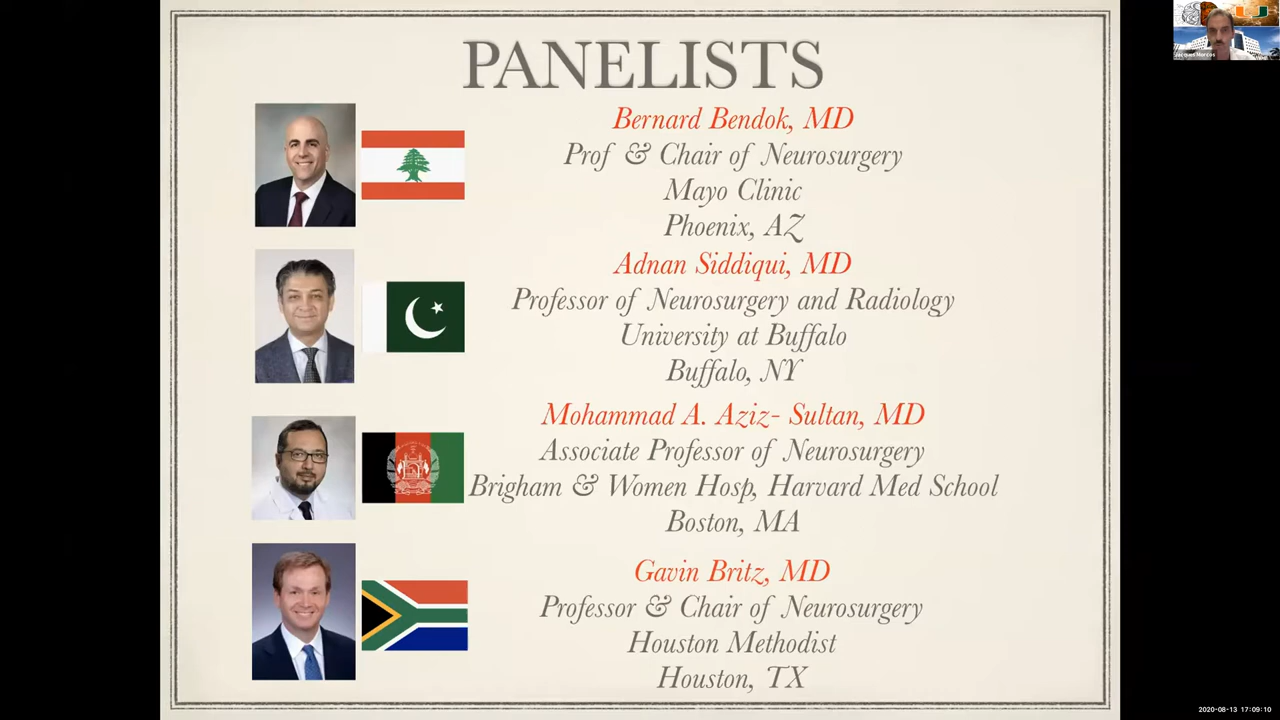 PANELISTS
Bernard Bendok, MD
Prof & Chair of Neurosurgery
Mayo Clinic
Phoenix, AZ
Adnan Siddiqui, MD
Professor of Neurosurgery and Radiology
University at Buffalo
Buffalo, NY
Mohammad A. Aziz- Sultan, MD
Associate Professor of Neurosurgery
Brigham & Women Hosp, Harvard Med School
Boston, MA
Gavin Britz, MD
Professor & Chair of Neurosurgery
Houston Methodist
Houston, TX
Jacques Morcos
2020-08-13 17:09:10